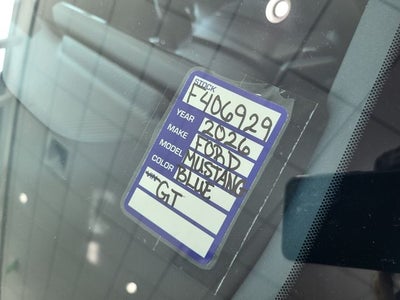 STOCK
F406929
YEAR 2026
MAKE FORD
MODEL MUSTANG
COLOR BLUE
GT